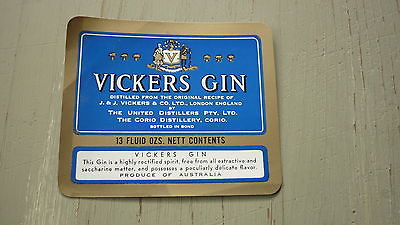 V
VICKERS GIN
DISTILLED FROM THE ORIGINAL RECIPE OF
J. & J. VICKERS & CO. LTD., LONDON ENGLAND
BY
THE UNITED DISTILLERS PTY. LTD.
THE CORIO DISTILLERY, CORIO.
BOTTLED IN BOND
13 FLUID OZS. NETT CONTENTS
VICKERS GIN
This Gin is a highly rectified spirit, free from all extractive and
saccharine matter, and possesses a peculiarly delicate flavor.
PRODUCE OF AUSTRALIA